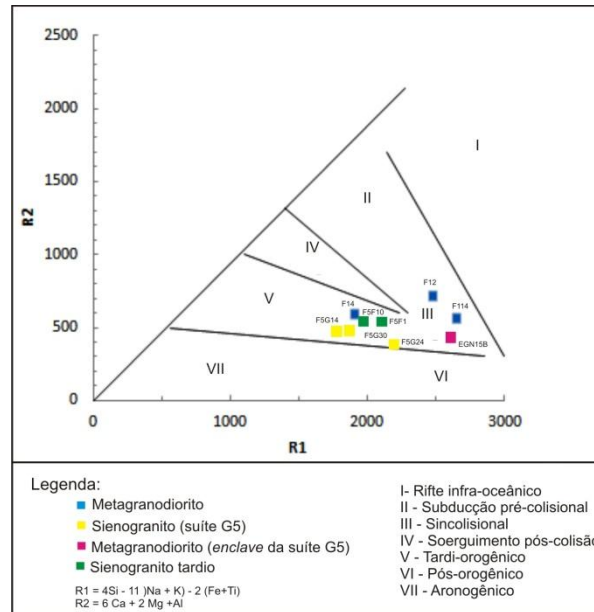 2500
2000
1500
1000
500
0
R2
I
II
IV
III
V
VII
VI
F12
F14
F114
F5F10
F5G14
F5F1
F5G30
F5G24
EGN15B
0
1000
2000
3000
R1
Legenda:
Metagranodiorito
Sienogranito (suíte G5)
Metagranodiorito (enclave da suíte G5)
Sienogranito tardio
R1 = 4Si - 11 )Na + K) - 2 (Fe+Ti)
R2 = 6 Ca + 2 Mg +Al
I- Rifte infra-oceânico
II - Subducção pré-colisional
III - Sincolisional
IV - Soerguimento pós-colisão
V - Tardi-orogênico
VI - Pós-orogênico
VII - Aronogênico